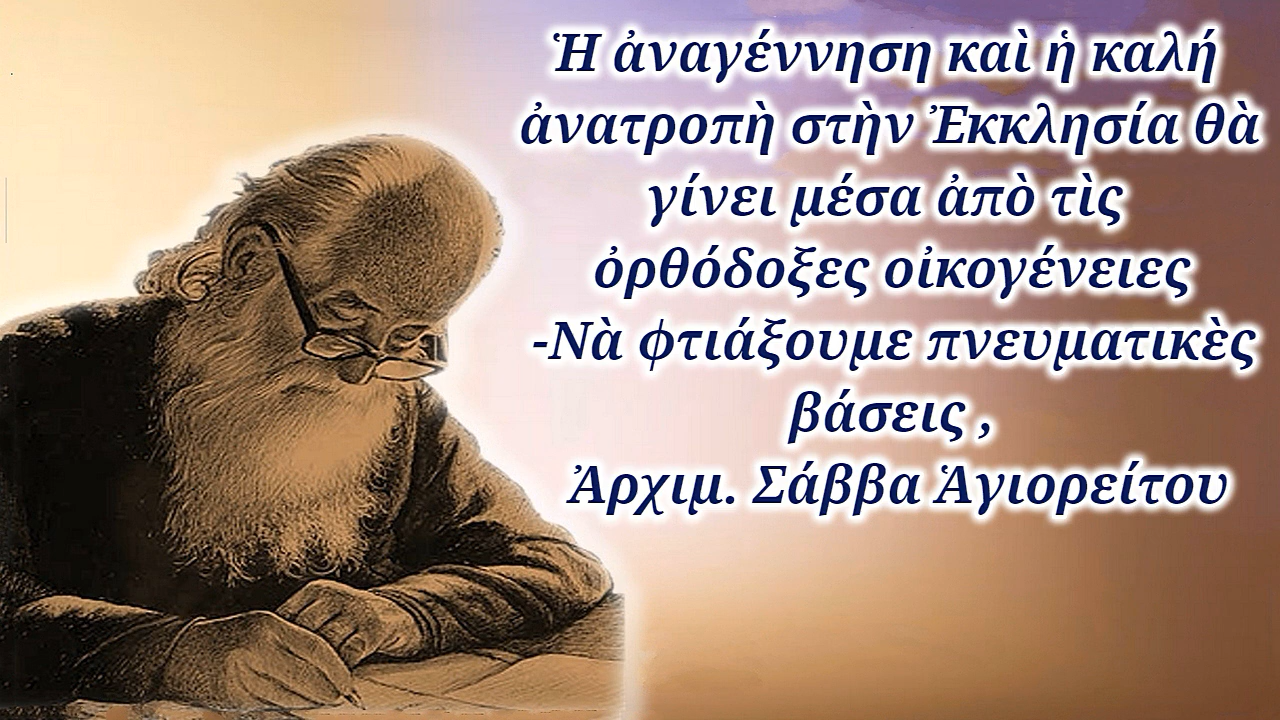 Ἡ ἀναγέννηση καὶ ἡ καλή
ἀνατροπὴ στὴν Ἐκκλησία θὰ
γίνει μέσα ἀπὸ τὶς
ὀρθόδοξες οἰκογένειες
-Νὰ φτιάξουμε πνευματικὲς
βάσεις ,
Ἀρχιμ. Σάββα Ἁγιορείτου